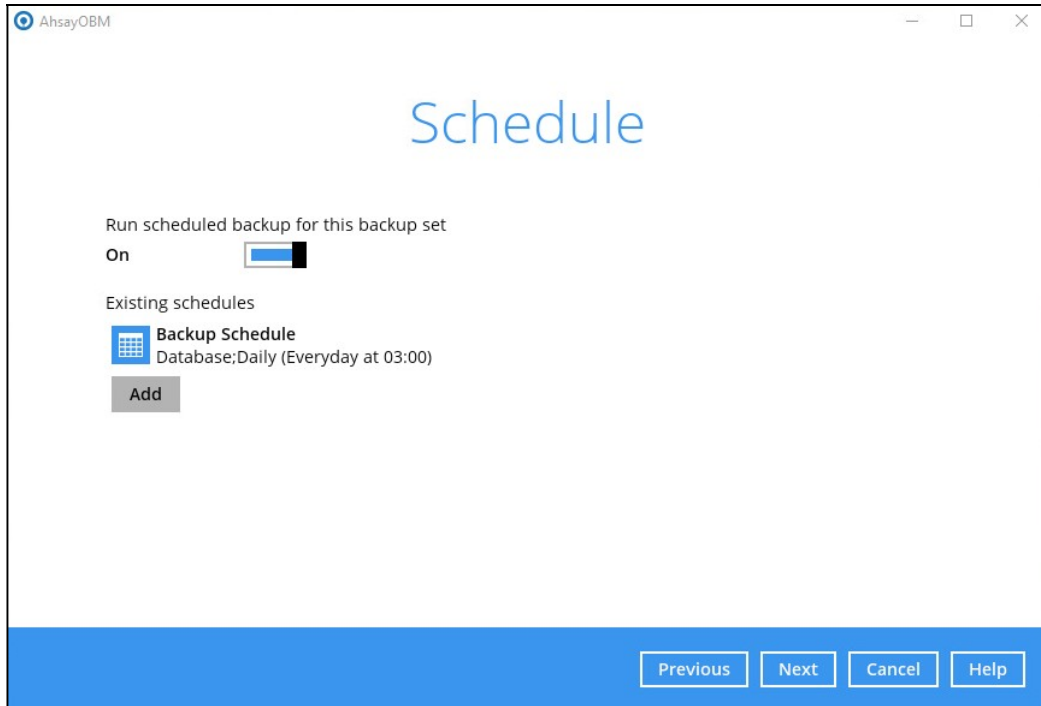 AhsayOBM
Schedule
Run scheduled backup for this backup set
On
Existing schedules
Backup Schedule
Database;Daily (Everyday at 03:00)
Add
Previous Next Cancel Help